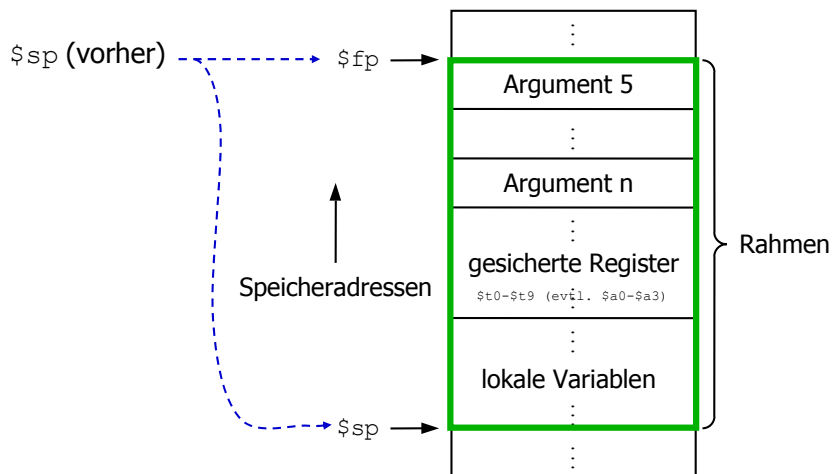 ⋮
$sp (vorher)
$fp
Argument 5
⋮
Argument n
Rahmen
gesicherte Register
Speicheradressen
$t0-$t9 (evtl. $a0-$a3)
⋮
lokale Variablen
$sp
⋮